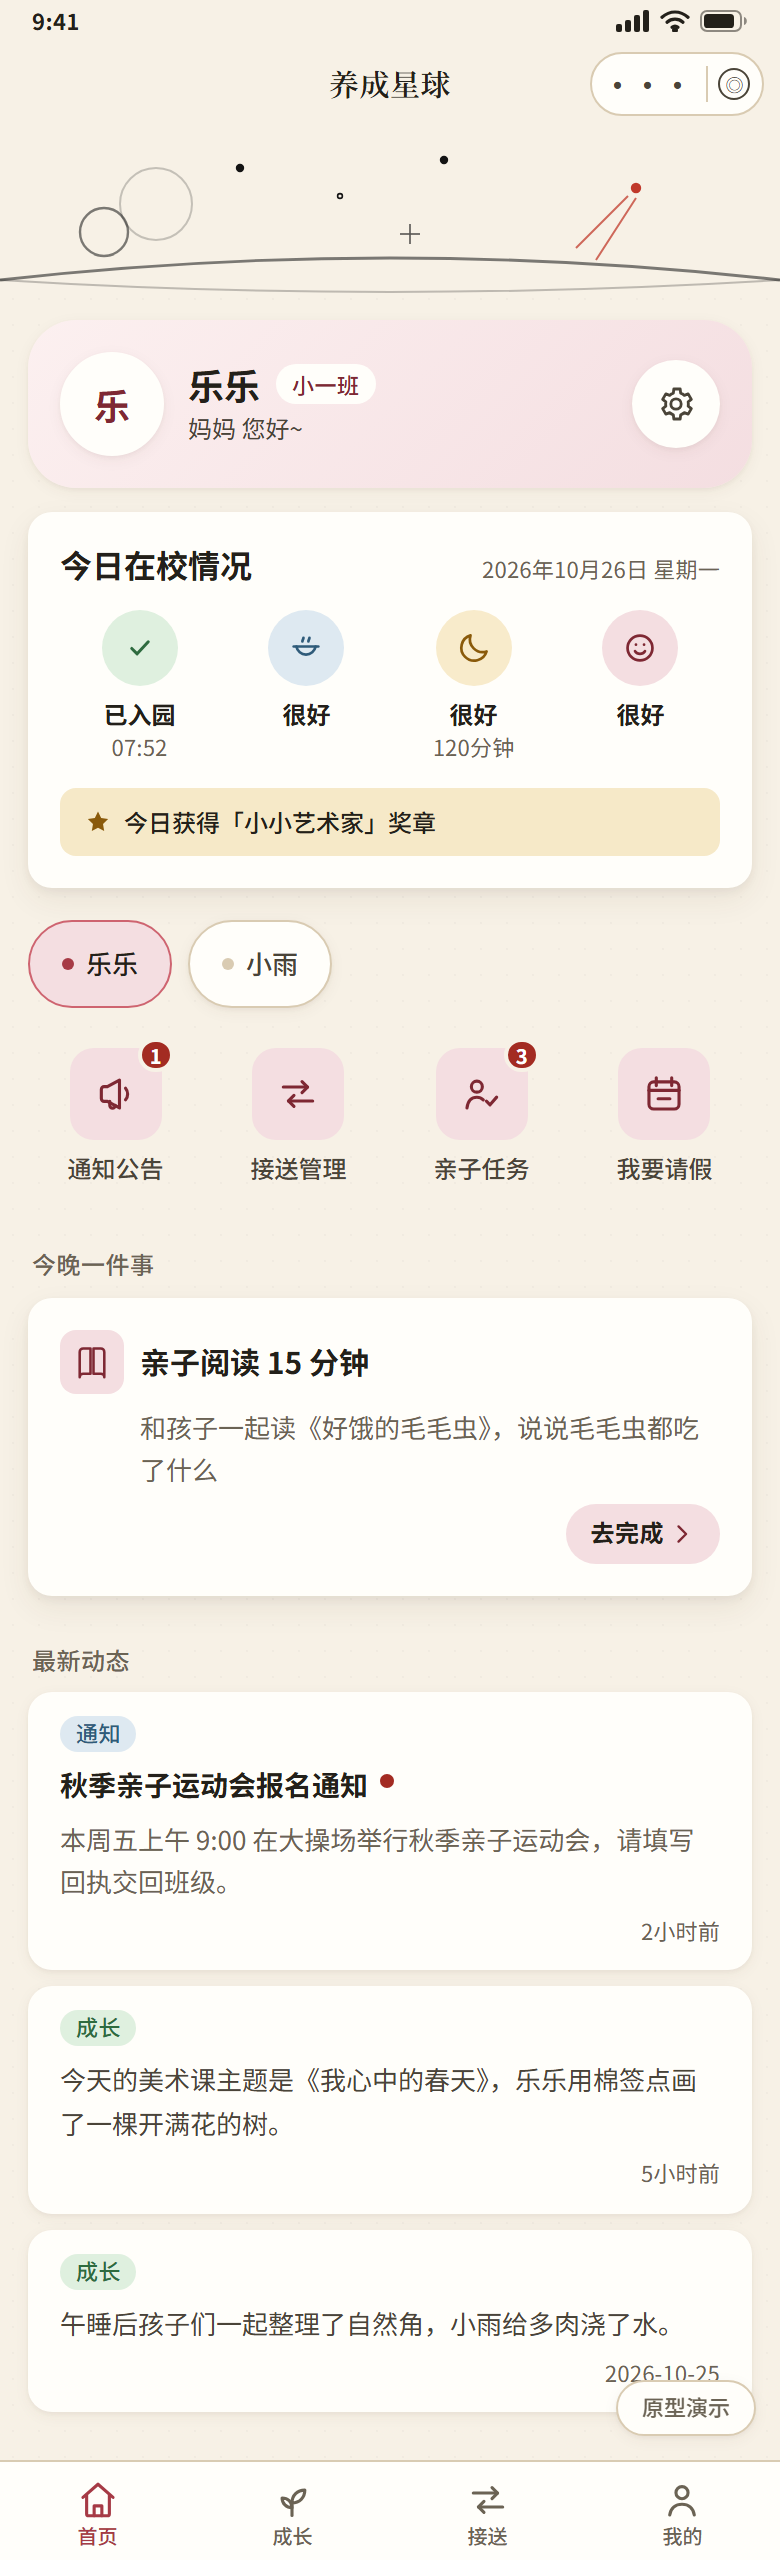 9:41
养成星球
乐
乐乐 小一班
妈妈 您好~
今日在校情况 2026年10月26日 星期一
已入园 很好 很好 很好
07:52 120分钟
今日获得「小小艺术家」奖章
乐乐 小雨
1 3
通知公告 接送管理 亲子任务 我要请假
今晚一件事
亲子阅读 15 分钟
和孩子一起读《好饿的毛毛虫》，说说毛毛虫都吃
了什么
去完成
最新动态
通知
秋季亲子运动会报名通知
本周五上午 9:00 在大操场举行秋季亲子运动会，请填写
回执交回班级。
2小时前
成长
今天的美术课主题是《我心中的春天》，乐乐用棉签点画
了一棵开满花的树。
5小时前
成长
午睡后孩子们一起整理了自然角，小雨给多肉浇了水。
2026-10-25
原型演示
首页 成长 接送 我的